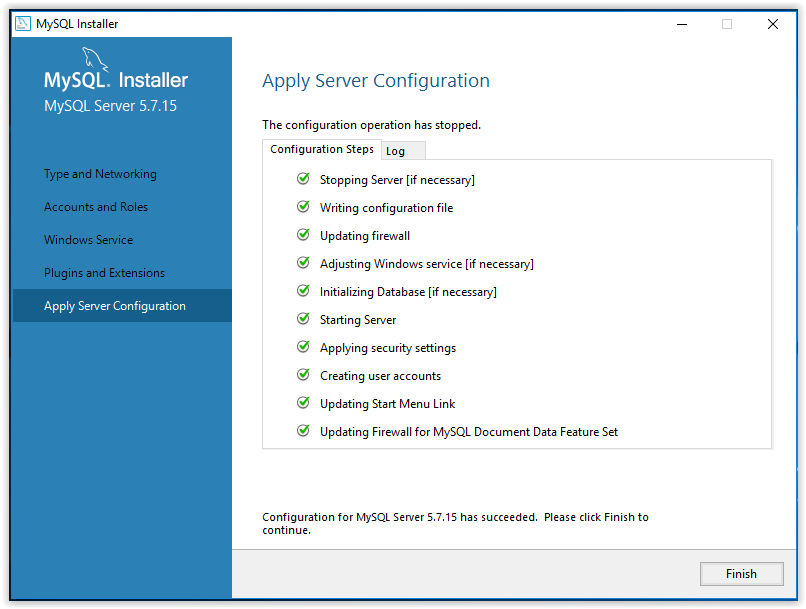 MySQL Installer
MySQL. Installer
MySQL Server 5.7.15
Type and Networking
Accounts and Roles
Windows Service
Plugins and Extensions
Apply Server Configuration
Apply Server Configuration
The configuration operation has stopped.
Configuration Steps Log
Stopping Server [if necessary]
Writing configuration file
Updating firewall
Adjusting Windows service [if necessary]
Initializing Database [if necessary]
Starting Server
Applying security settings
Creating user accounts
Updating Start Menu Link
Updating Firewall for MySQL Document Data Feature Set
Configuration for MySQL Server 5.7.15 has succeeded. Please click Finish to
continue.
Finish